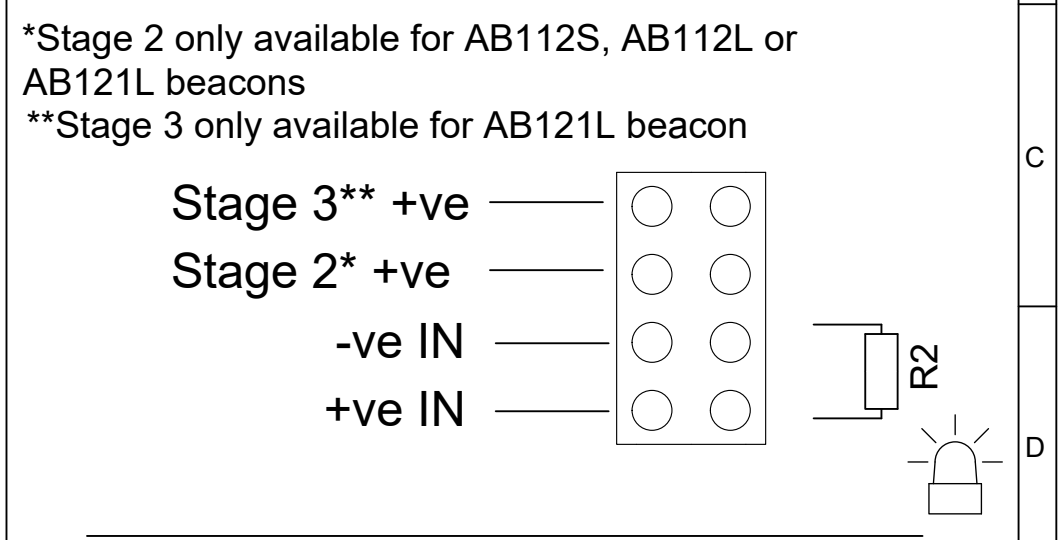 *Stage 2 only available for AB112S, AB112L or
AB121L beacons
**Stage 3 only available for AB121L beacon
C
Stage 3** +ve
Stage 2* +ve
-ve IN
R2
+ve IN
D